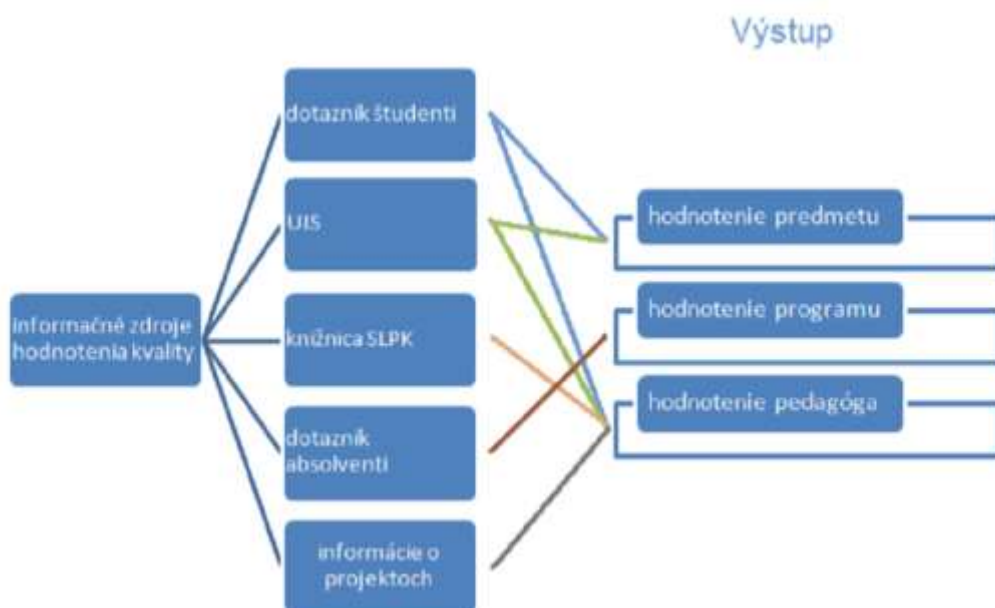 Výstup
dotazník študenti
UIS
knižnica SLPK
dotazník
absolventi
informácie o
projektoch
informačné zdroje
hodnotenia kvality
hodnotenie predmetu
hodnotenie programu
hodnotenie pedagóga